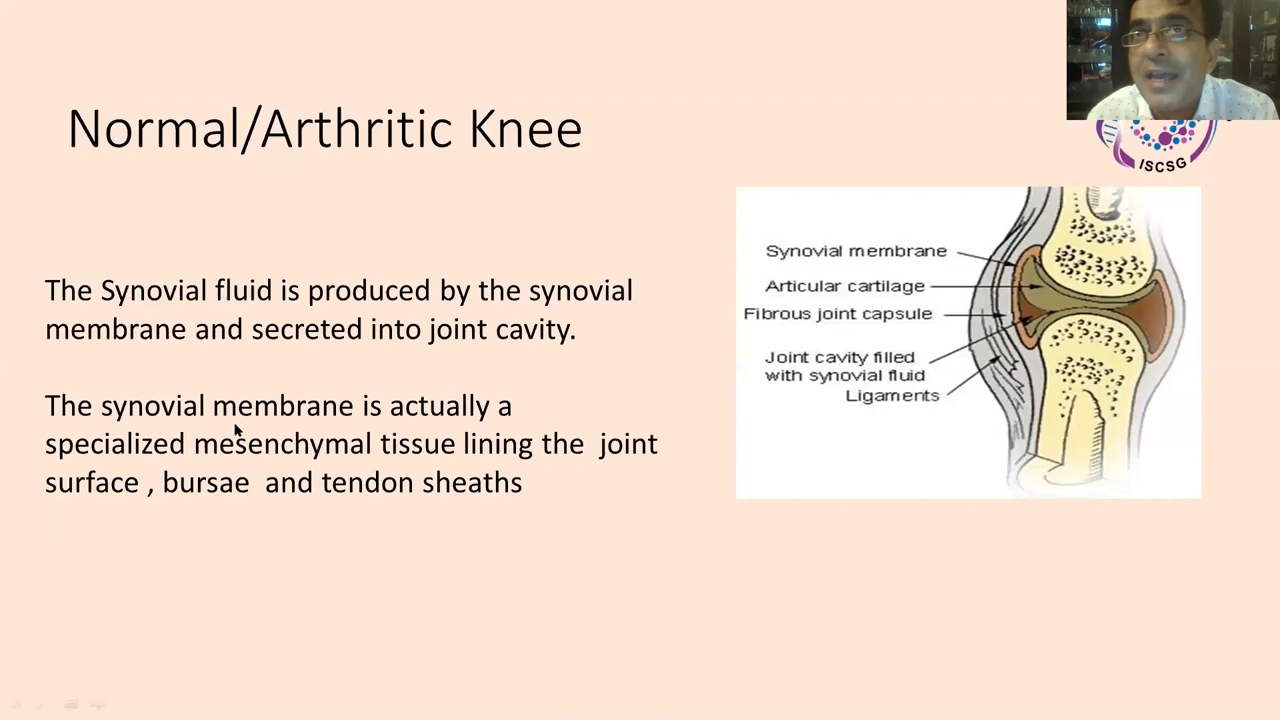 Normal/Arthritic Knee
ISCSG
The Synovial fluid is produced by the synovial
membrane and secreted into joint cavity.
The synovial membrane is actually a
specialized mesenchymal tissue lining the joint
surface , bursae and tendon sheaths
Synovial membrane
Articular cartilage
Fibrous joint capsule
Joint cavity filled
with synovial fluid
Ligaments